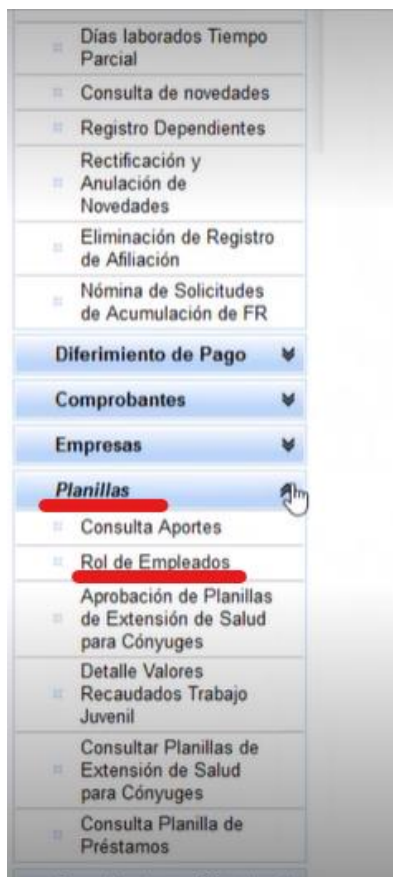 Días laborados Tiempo
Parcial
Consulta de novedades
Registro Dependientes
Rectificación y
Anulación de
Novedades
Eliminación de Registro
de Afiliación
Nómina de Solicitudes
de Acumulación de FR
Diferimiento de Pago
Comprobantes
Empresas
Planillas
Consulta Aportes
Rol de Empleados
Aprobación de Planillas
de Extensión de Salud
para Cónyuges
Detalle Valores
Recaudados Trabajo
Juvenil
Consultar Planillas de
Extensión de Salud
para Cónyuges
Consulta Planilla de
Préstamos